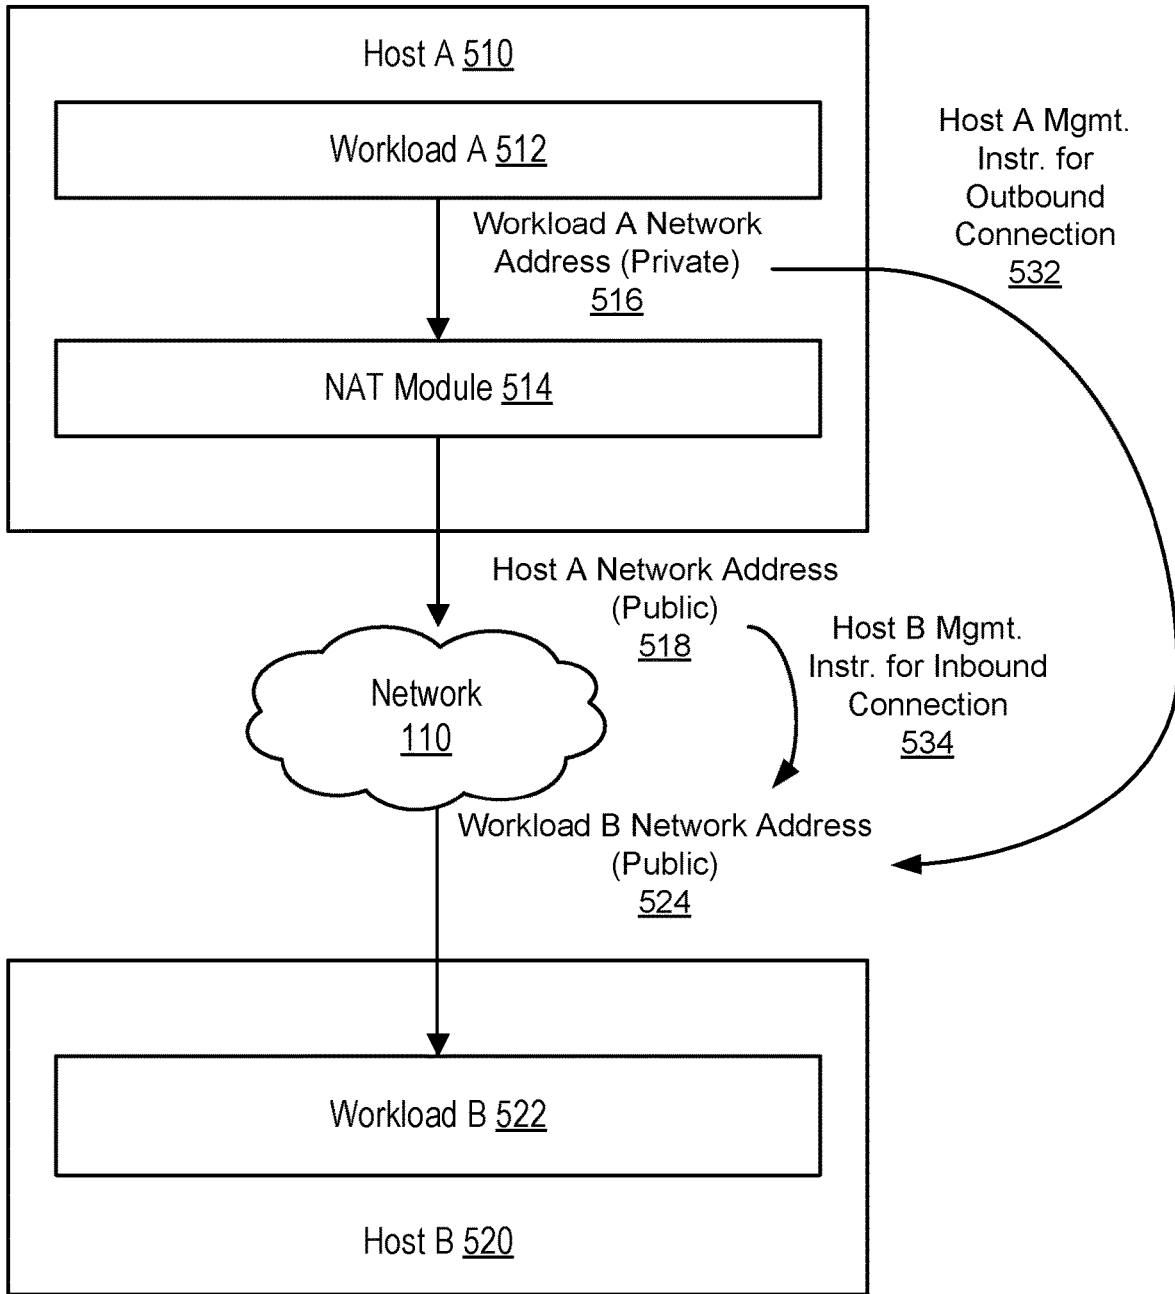 Host A 510
Workload A 512
Host A Mgmt.
Instr. for
Outbound
Connection
532
Workload A Network
Address (Private)
516
NAT Module 514
Host A Network Address
(Public)
518
Host B Mgmt.
Instr. for Inbound
Connection
534
Network
110
Workload B Network Address
(Public)
524
Workload B 522
Host B 520